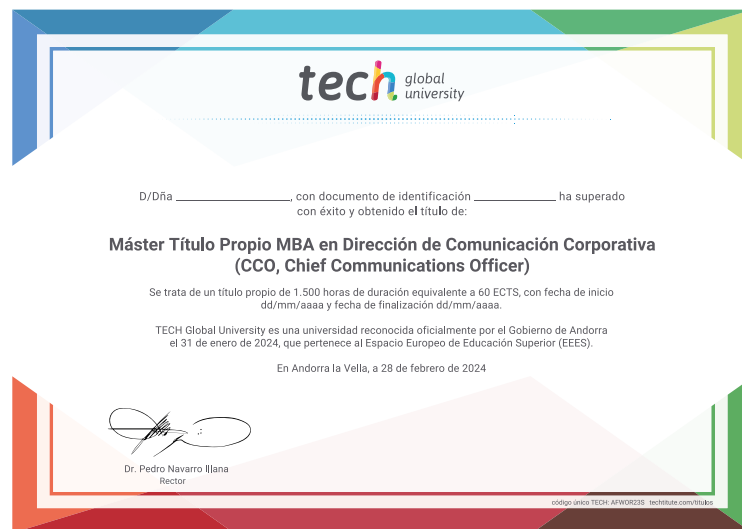 tech global university
D/Dña ____________, con documento de identificación __________ ha superado
con éxito y obtenido el título de:
Máster Título Propio MBA en Dirección de Comunicación Corporativa
(CCO, Chief Communications Officer)
Se trata de un título propio de 1.500 horas de duración equivalente a 60 ECTS, con fecha de inicio
dd/mm/aaaa y fecha de finalización dd/mm/aaaa.
TECH Global University es una universidad reconocida oficialmente por el Gobierno de Andorra
el 31 de enero de 2024, que pertenece al Espacio Europeo de Educación Superior (EEES).
En Andorra la Vella, a 28 de febrero de 2024
Dr. Pedro Navarro Illana
Rector
código único TECH: AFWOR23S techtitute.com/titulos